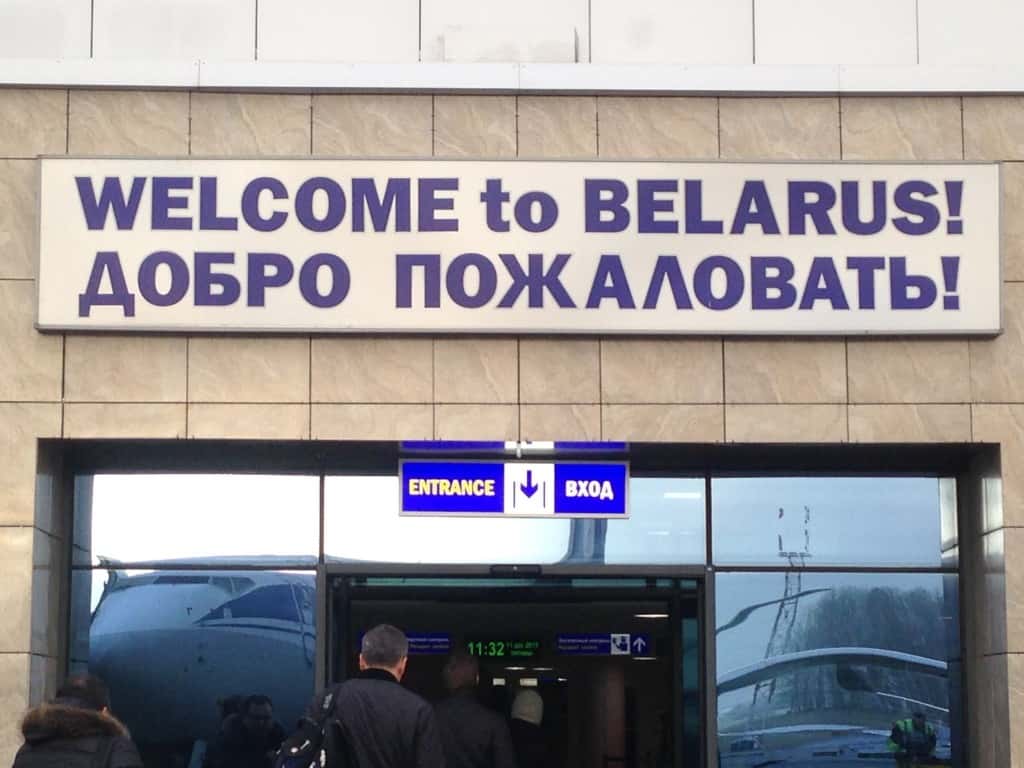 WELCOME to BELARUS!
ДОБРО ПОЖАЛОВАТЬ!
ENTRANCE ВХОД
11:32